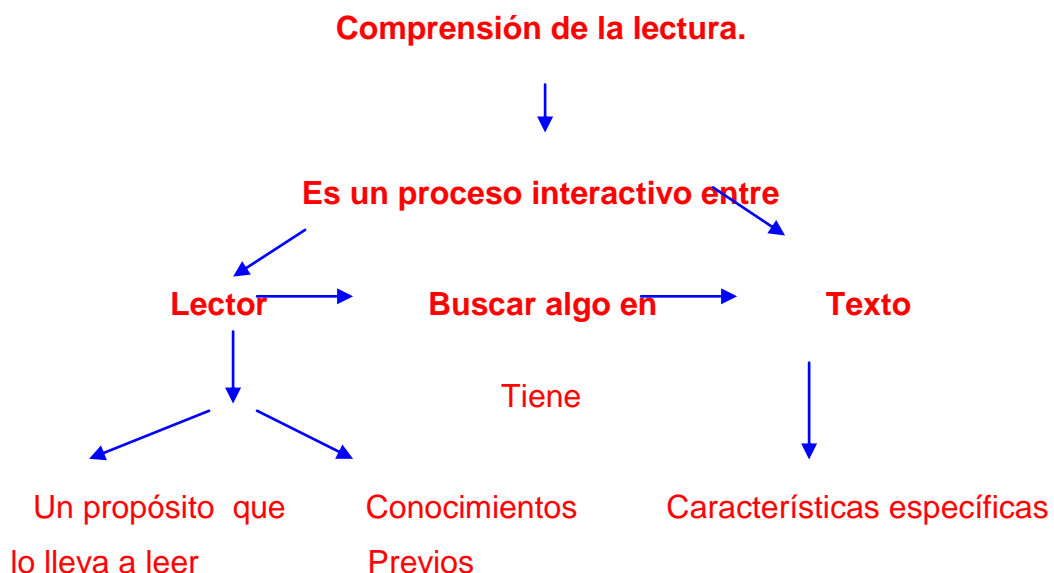 Comprensión de la lectura.
Es un proceso interactivo entre
Lector Buscar algo en Texto
Tiene
Un propósito que Conocimientos Características específicas
lo lleva a leer Previos